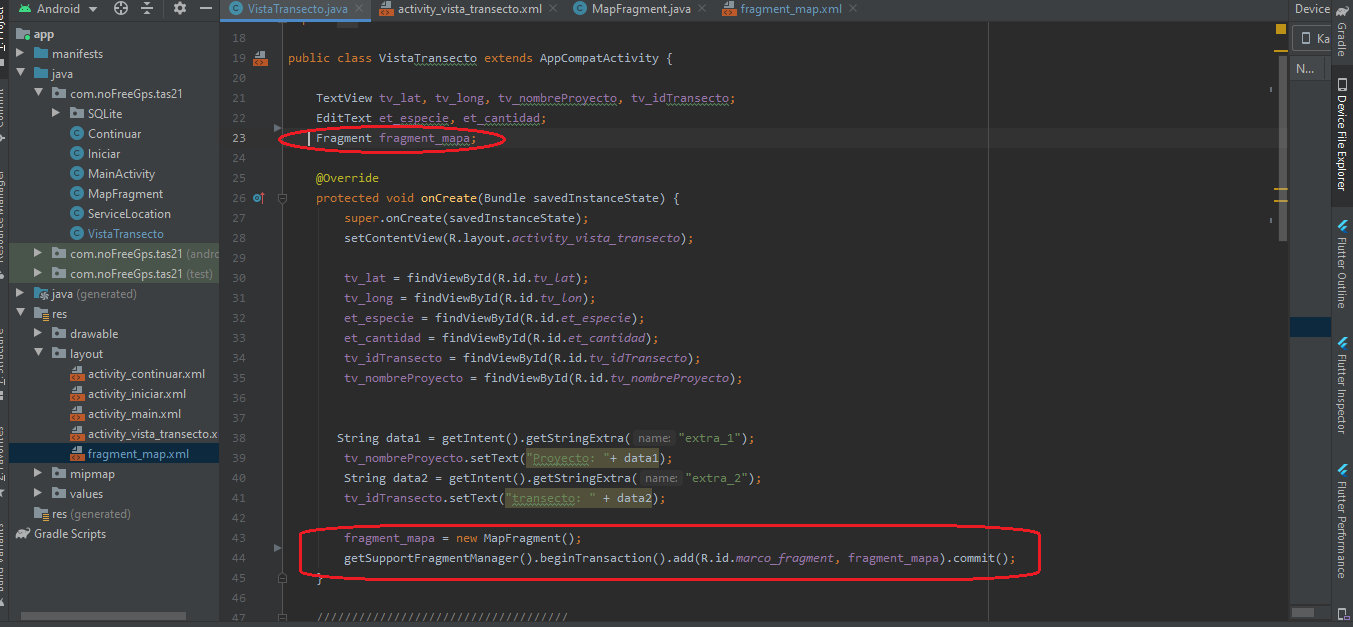 Android
VistaTransecto.java
activity_vista_transecto.xml
MapFragment.java
fragment_map.xml
Device
app
manifests
java
com.noFreeGps.tas21
SQLite
Continuar
Iniciar
MainActivity
MapFragment
ServiceLocation
VistaTransecto
com.noFreeGps.tas21 (andro
com.noFreeGps.tas21 (test)
java (generated)
res
drawable
layout
activity_continuar.xml
activity_iniciar.xml
activity_main.xml
activity_vista_transecto.x
fragment_map.xml
mipmap
values
res (generated)
Gradle Scripts
18
19 public class VistaTransecto extends AppCompatActivity {
20
21 TextView tv_lat, tv_long, tv_nombreProyecto, tv_idTransecto;
22 EditText et_especie, et_cantidad;
23 Fragment fragment_mapa;
24
25 @Override
26 protected void onCreate(Bundle savedInstanceState) {
27 super.onCreate(savedInstanceState);
28 setContentView(R.layout.activity_vista_transecto);
29
30 tv_lat = findViewById(R.id.tv_lat);
31 tv_long = findViewById(R.id.tv_lon);
32 et_especie = findViewById(R.id.et_especie);
33 et_cantidad = findViewById(R.id.et_cantidad);
34 tv_idTransecto = findViewById(R.id.tv_idTransecto);
35 tv_nombreProyecto = findViewById(R.id.tv_nombreProyecto);
36
37
38 String data1 = getIntent().getStringExtra( name: "extra_1");
39 tv_nombreProyecto.setText("Proyecto: "+ data1);
40 String data2 = getIntent().getStringExtra( name: "extra_2");
41 tv_idTransecto.setText("transecto: " + data2);
42
43 fragment_mapa = new MapFragment();
44 getSupportFragmentManager().beginTransaction().add(R.id.marco_fragment, fragment_mapa).commit();
45 }
46
47 ////////////////////////////////////
Ka
N...
Gradle
Device File Explorer
Flutter Outline
Flutter Inspector
Flutter Performance